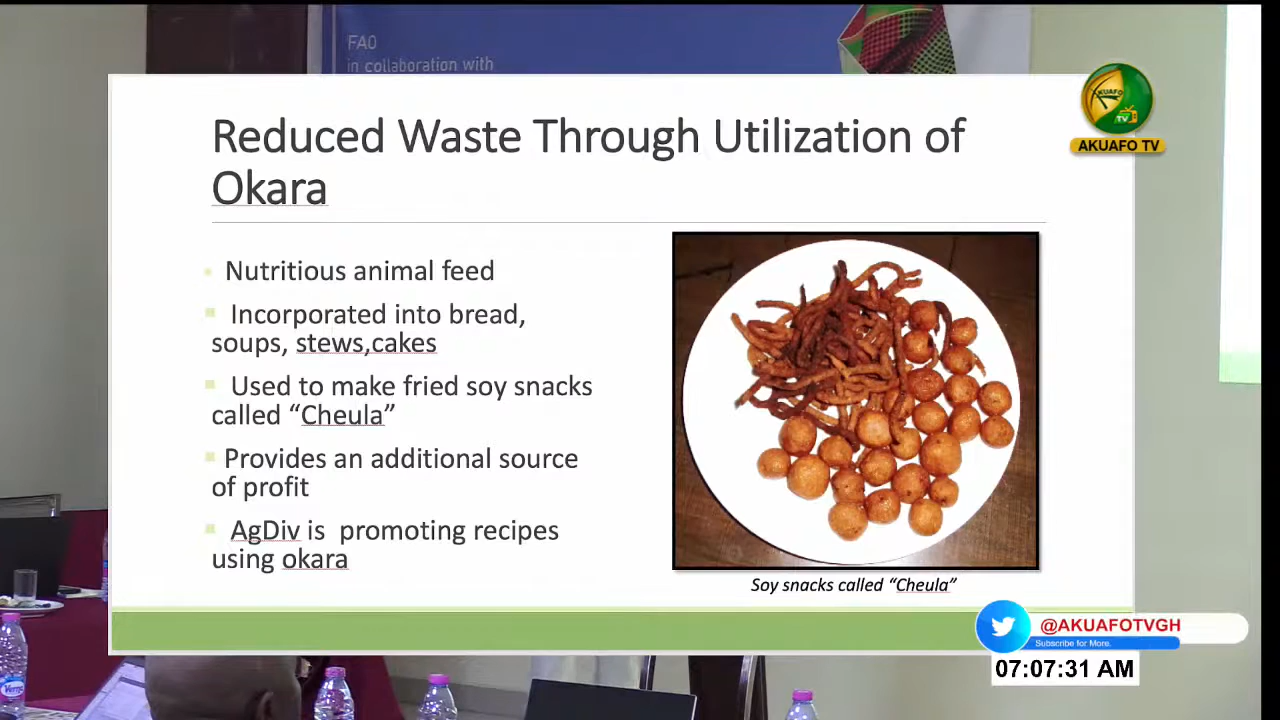 FAO
in collaboration with
AKUAFO
TV
AKUAFO TV
Reduced Waste Through Utilization of
Okara
Nutritious animal feed
Incorporated into bread,
soups, stews,cakes
Used to make fried soy snacks
called “Cheula”
Provides an additional source
of profit
AgDiv is  promoting recipes
using okara
Soy snacks called “Cheula”
@AKUAFOTVGH
Subscribe for More.
07:07:31 AM